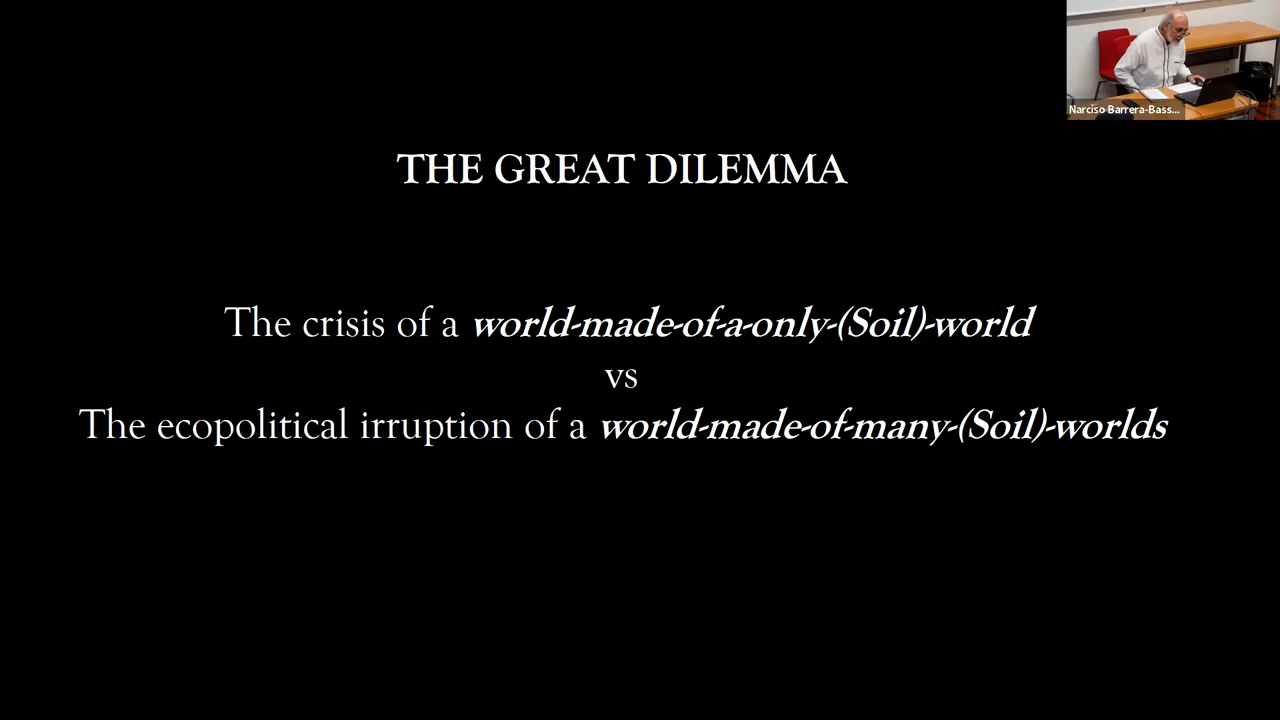 Narciso Barrera-Bass...
THE GREAT DILEMMA
The crisis of a world-made-of-a-only-(Soil)-world
vs
The ecopolitical irruption of a world-made-of-many-(Soil)-worlds